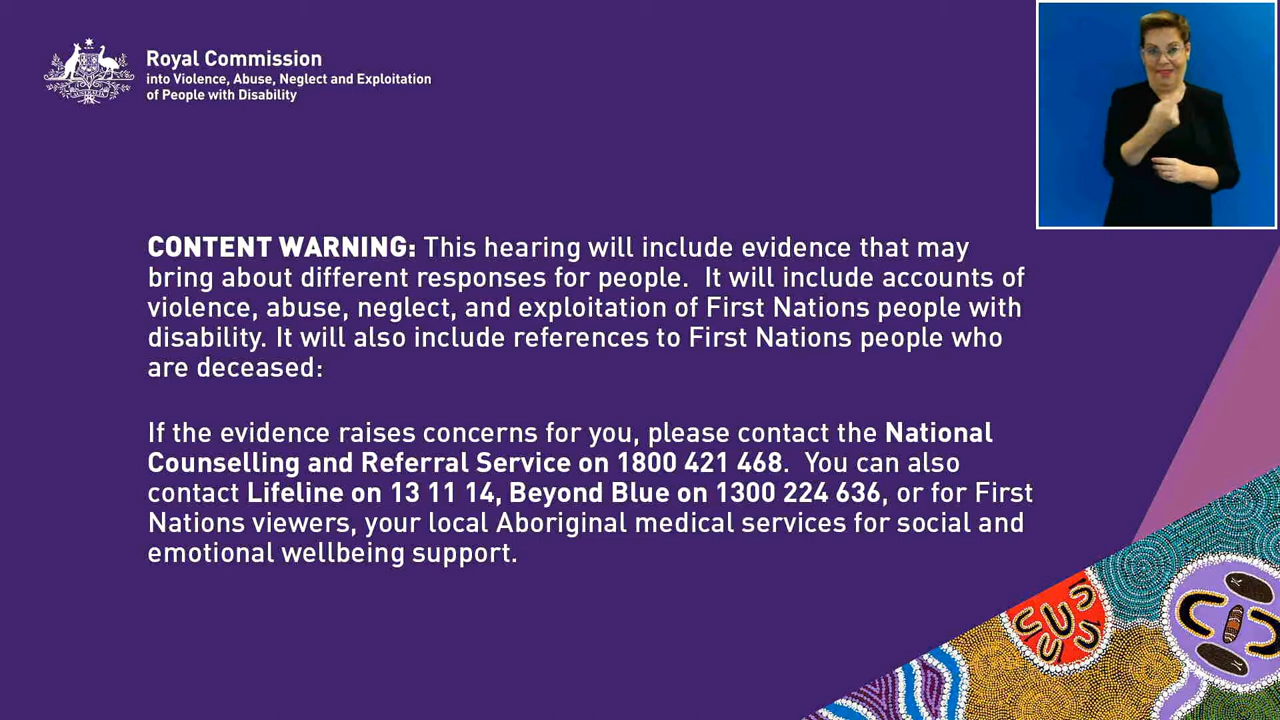 Royal Commission
into Violence, Abuse, Neglect and Exploitation
of People with Disability
CONTENT WARNING: This hearing will include evidence that may
bring about different responses for people.  It will include accounts of
violence, abuse, neglect, and exploitation of First Nations people with
disability. It will also include references to First Nations people who
are deceased:
If the evidence raises concerns for you, please contact the National
Counselling and Referral Service on 1800 421 468.  You can also
contact Lifeline on 13 11 14, Beyond Blue on 1300 224 636, or for First
Nations viewers, your local Aboriginal medical services for social and
emotional wellbeing support.